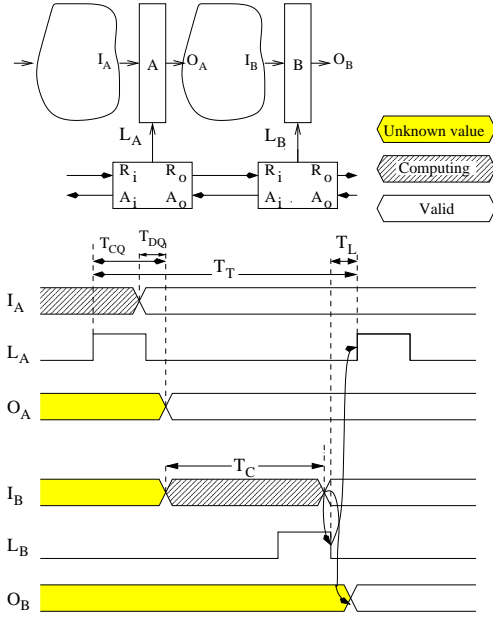 I_A A O_A I_B B O_B
L_A L_B
Unknown value
Computing
Valid
R_i R_o R_i R_o
A_i A_o A_i A_o
T_CQ T_DQ T_L
T_T
I_A
L_A
O_A
T_C
I_B
L_B
O_B